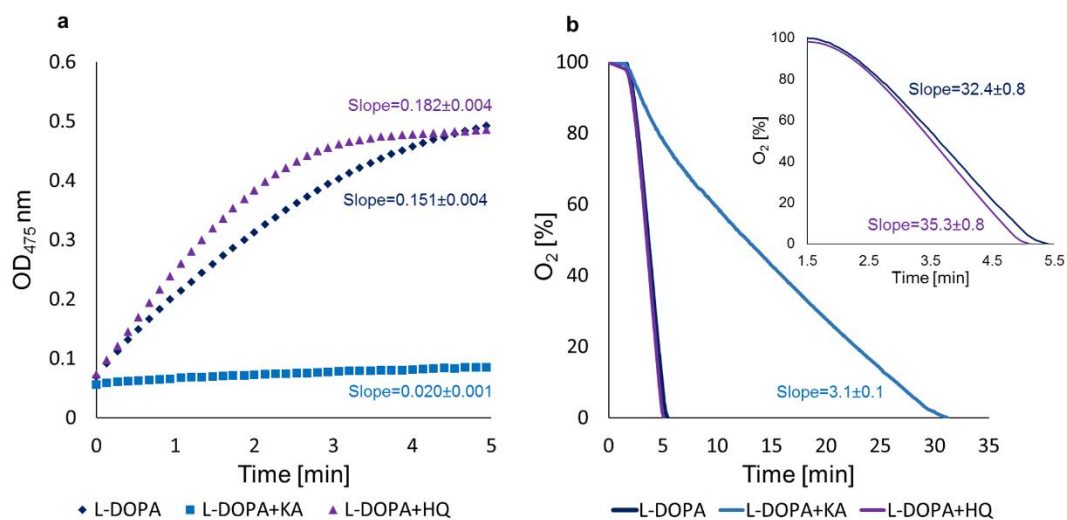 a
0.6
0.5
0.4
0.3
0.2
0.1
0
OD475 nm
Slope=0.182±0.004
Slope=0.151±0.004
Slope=0.020±0.001
0 1 2 3 4 5
Time [min]
L-DOPA L-DOPA+KA L-DOPA+HQ
b
100
80
60
40
20
0
O2 [%]
Slope=3.1±0.1
0 5 10 15 20 25 30 35
Time [min]
L-DOPA L-DOPA+KA L-DOPA+HQ
100
80
60
40
20
0
O2 [%]
Slope=32.4±0.8
Slope=35.3±0.8
1.5 2.5 3.5 4.5 5.5
Time [min]